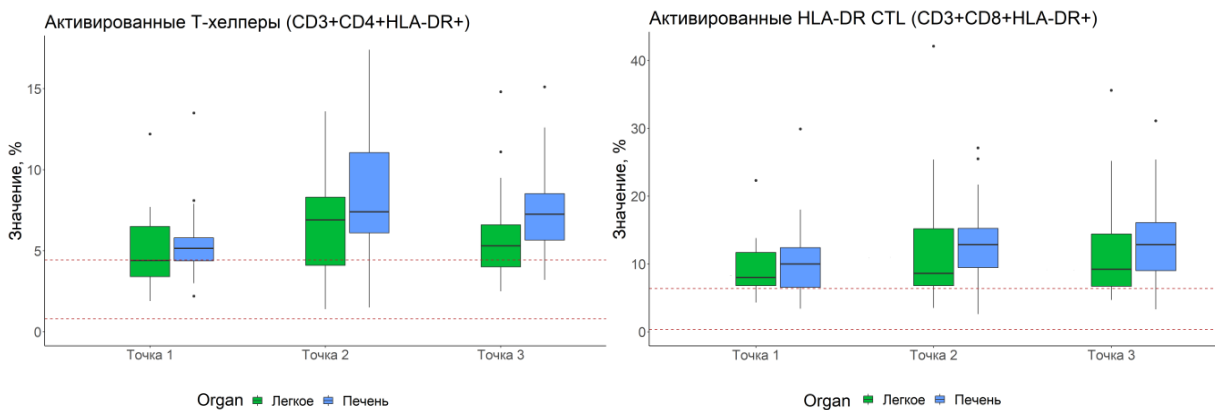 Активированные Т-хелперы (CD3+CD4+HLA-DR+)
Значение, %
15
10
5
0
Точка 1 Точка 2 Точка 3
Organ Легкое Печень
Активированные HLA-DR CTL (CD3+CD8+HLA-DR+)
Значение, %
40
30
20
10
0
Точка 1 Точка 2 Точка 3
Organ Легкое Печень